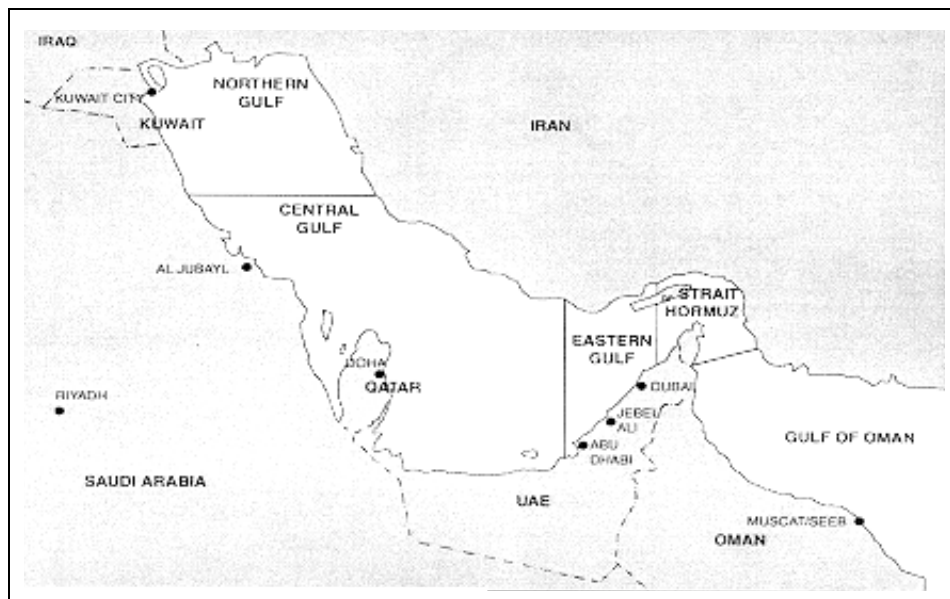 IRAQ
NORTHERN
GULF
KUWAIT CITY
KUWAIT
IRAN
CENTRAL
GULF
AL JUBAYL
STRAIT
HORMUZ
EASTERN
GULF
DOHA
QATAR
DUBAI
RIYADH
JEBEL
ALI
GULF OF OMAN
ABU
DHABI
SAUDI ARABIA
UAE
MUSCAT/SEEB
OMAN